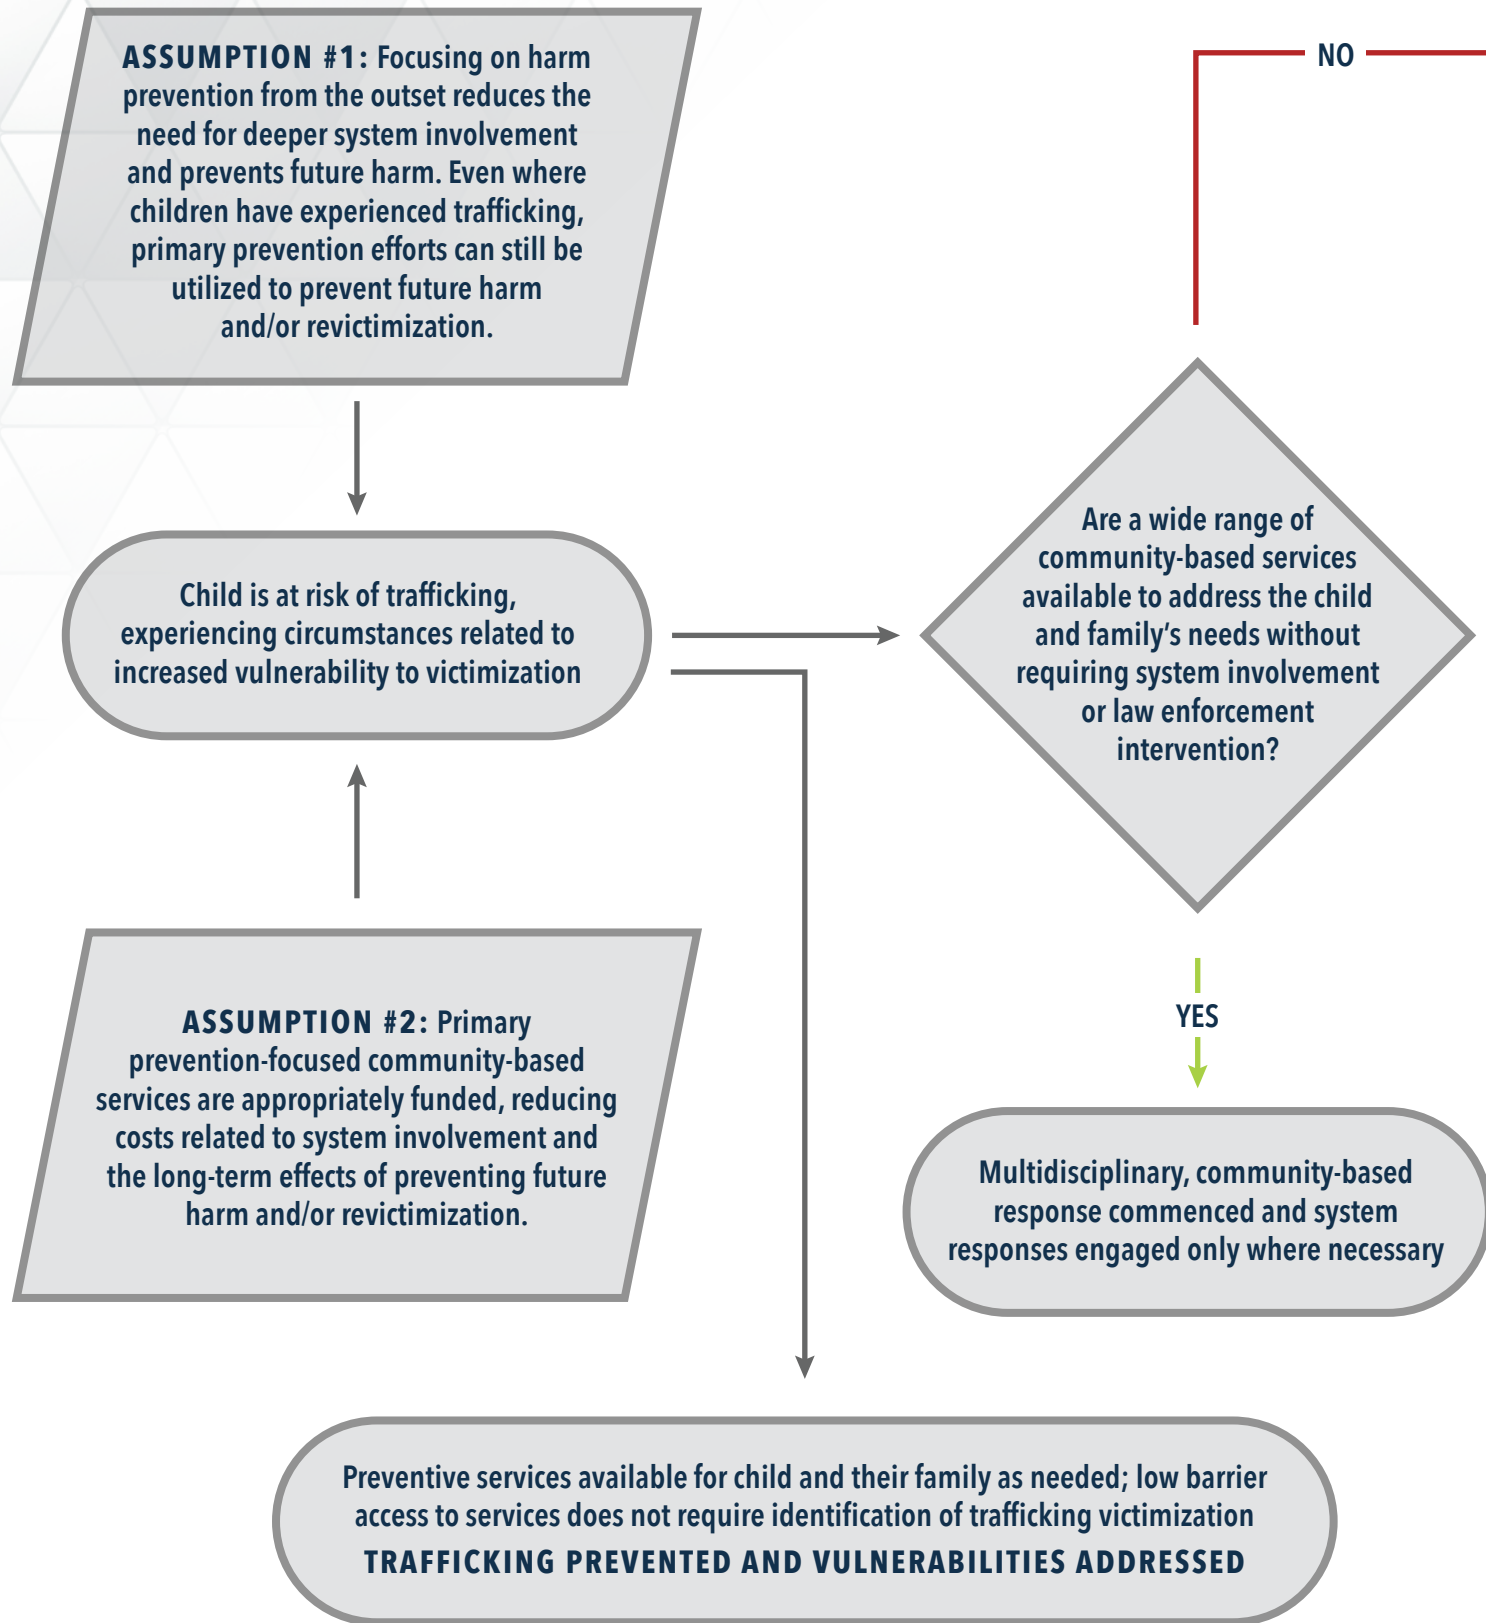 ASSUMPTION #1: Focusing on harm
prevention from the outset reduces the
need for deeper system involvement
and prevents future harm. Even where
children have experienced trafficking,
primary prevention efforts can still be
utilized to prevent future harm
and/or revictimization.
NO
Child is at risk of trafficking,
experiencing circumstances related to
increased vulnerability to victimization
Are a wide range of
community-based services
available to address the child
and family’s needs without
requiring system involvement
or law enforcement
intervention?
ASSUMPTION #2: Primary
prevention-focused community-based
services are appropriately funded, reducing
costs related to system involvement and
the long-term effects of preventing future
harm and/or revictimization.
YES
Multidisciplinary, community-based
response commenced and system
responses engaged only where necessary
Preventive services available for child and their family as needed; low barrier
access to services does not require identification of trafficking victimization
TRAFFICKING PREVENTED AND VULNERABILITIES ADDRESSED